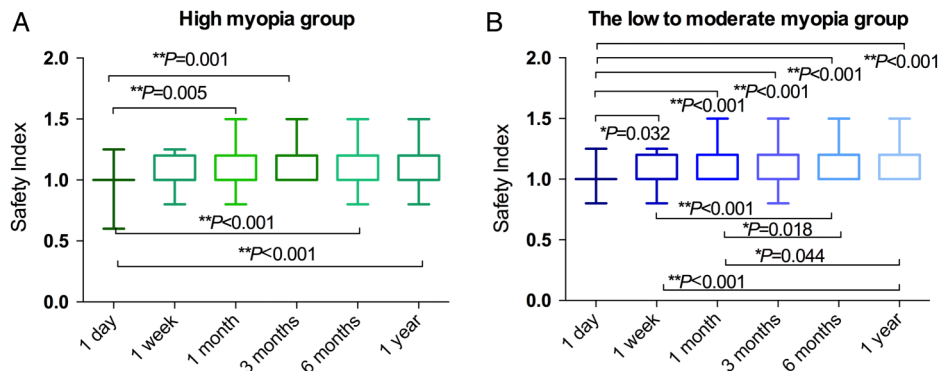 A
High myopia group
Safety Index
2.0
1.5
1.0
0.5
0.0
**P=0.001
**P=0.005
**P<0.001
**P<0.001
1 day
1 week
1 month
3 months
6 months
1 year
B
The low to moderate myopia group
Safety Index
2.0
1.5
1.0
0.5
0.0
**P<0.001
**P<0.001
**P<0.001
**P<0.001
*P=0.032
**P<0.001
*P=0.018
*P=0.044
**P<0.001
1 day
1 week
1 month
3 months
6 months
1 year